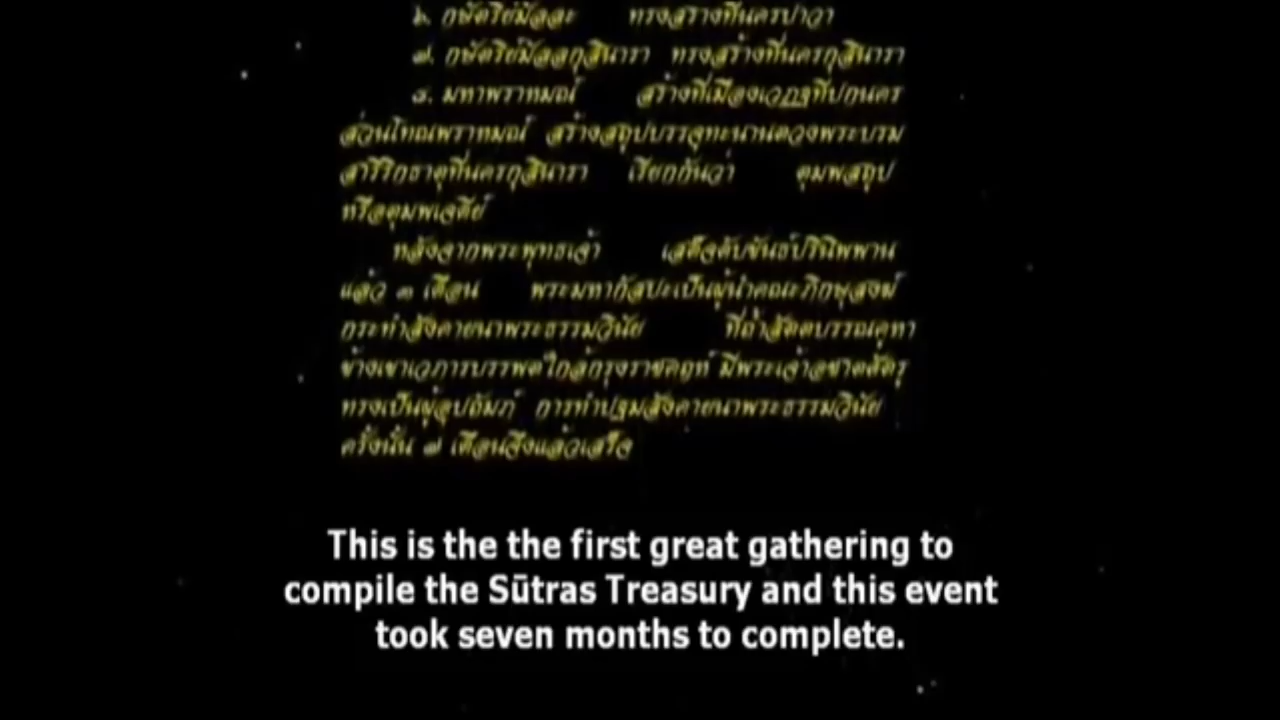 ๖. กษัตริย์มัลละ ทรงสร้างที่นครปาวา
๗. กษัตริย์มัลลกุสินารา ทรงสร้างที่นครกุสินารา
๘. มหาพราหมณ์ สร้างที่เมืองเวฏฐทีปกนคร
ส่วนโทณพราหมณ์ สร้างสถูปบรรจุทะนานตวงพระบรม
สารีริกธาตุที่นครกุสินารา เรียกกันว่า ตุมพสถูป
หรือตุมพเจดีย์
หลังจากพระพุทธเจ้า เสด็จดับขันธ์ปรินิพพาน
แล้ว ๓ เดือน พระมหากัสปะเป็นผู้นำคณะภิกษุสงฆ์
กระทำสังคายนาพระธรรมวินัย ที่ถ้ำสัตตบรรณคูหา
ข้างเขาเวภารบรรพตใกล้กรุงราชคฤห์ มีพระเจ้าอชาตศัตรู
ทรงเป็นผู้อุปถัมภ์ การทำปฐมสังคายนาพระธรรมวินัย
ครั้งนั้น ๗ เดือนจึงแล้วเสร็จ
This is the the first great gathering to
compile the Sūtras Treasury and this event
took seven months to complete.